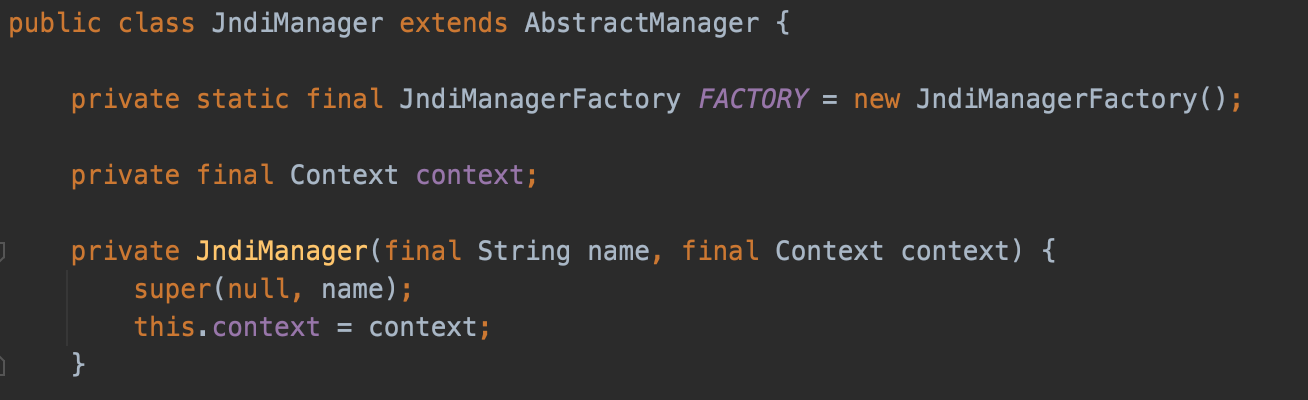 public class JndiManager extends AbstractManager {
private static final JndiManagerFactory FACTORY = new JndiManagerFactory();
private final Context context;
private JndiManager(final String name, final Context context) {
super(null, name);
this.context = context;
}